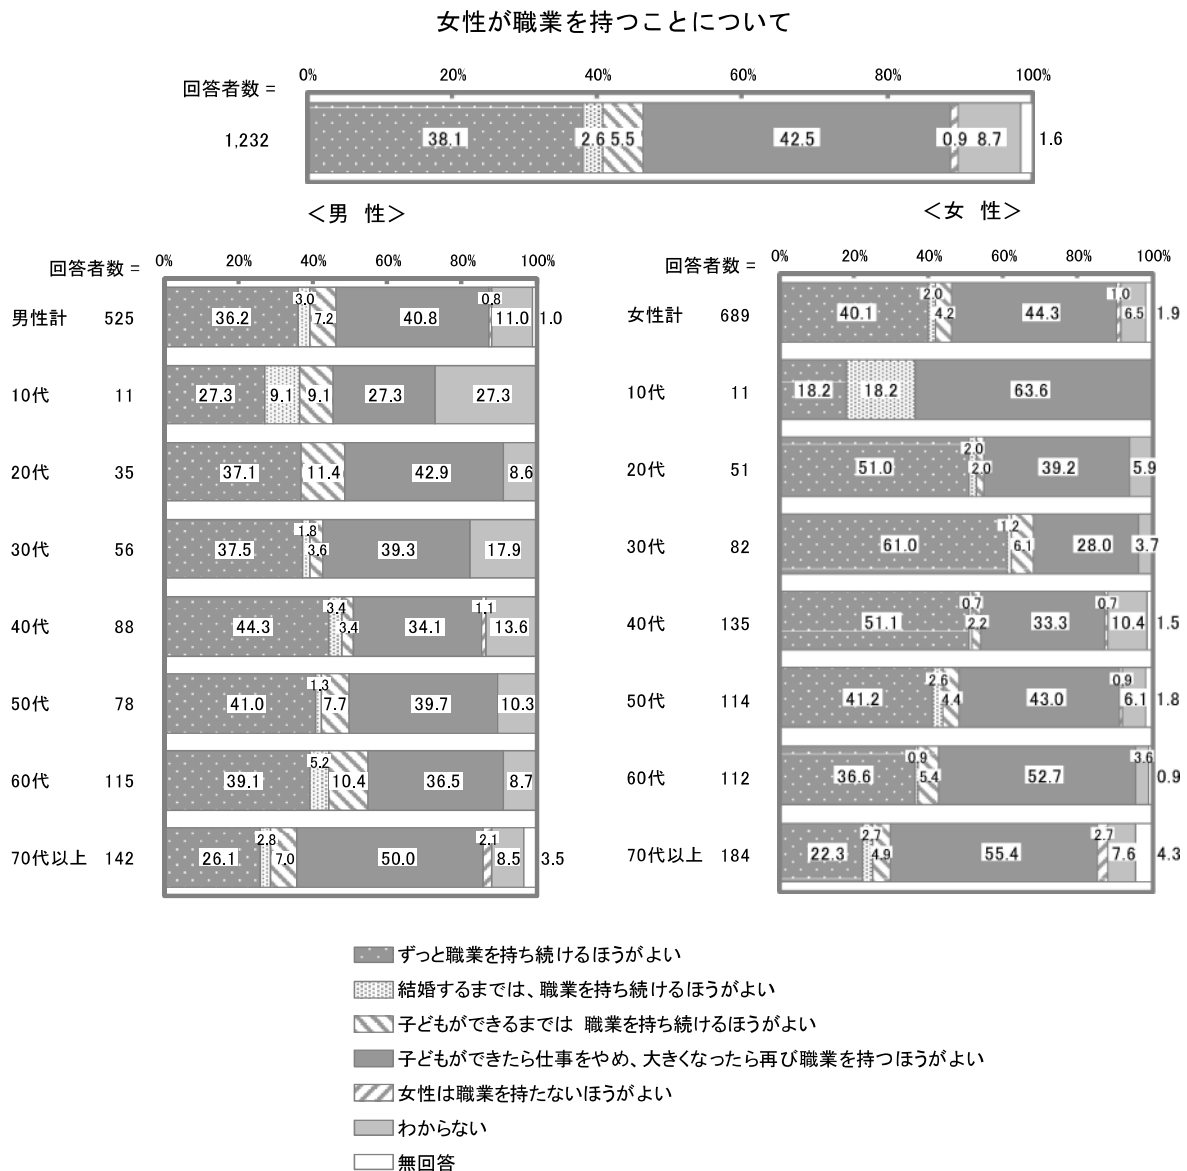 女性が職業を持つことについて
0% 20% 40% 60% 80% 100%
回答者数 =
1,232 38.1 2.6 5.5 42.5 0.9 8.7 1.6
＜男 性＞
回答者数 =
0% 20% 40% 60% 80% 100%
男性計 525 36.2 3.0 7.2 40.8 0.8 11.0 1.0
10代 11 27.3 9.1 9.1 27.3 27.3
20代 35 37.1 11.4 42.9 8.6
30代 56 37.5 1.8 3.6 39.3 17.9
40代 88 44.3 3.4 3.4 34.1 1.1 13.6
50代 78 41.0 1.3 7.7 39.7 10.3
60代 115 39.1 5.2 10.4 36.5 8.7
70代以上 142 26.1 2.8 7.0 50.0 2.1 8.5 3.5
＜女 性＞
回答者数 =
0% 20% 40% 60% 80% 100%
女性計 689 40.1 2.0 4.2 44.3 1.0 6.5 1.9
10代 11 18.2 18.2 63.6
20代 51 51.0 2.0 2.0 39.2 5.9
30代 82 61.0 1.2 6.1 28.0 3.7
40代 135 51.1 0.7 2.2 33.3 0.7 10.4 1.5
50代 114 41.2 2.6 4.4 43.0 0.9 6.1 1.8
60代 112 36.6 0.9 5.4 52.7 3.6 0.9
70代以上 184 22.3 2.7 4.9 55.4 2.7 7.6 4.3
ずっと職業を持ち続けるほうがよい
結婚するまでは、職業を持ち続けるほうがよい
子どもができるまでは 職業を持ち続けるほうがよい
子どもができたら仕事をやめ、大きくなったら再び職業を持つほうがよい
女性は職業を持たないほうがよい
わからない
無回答